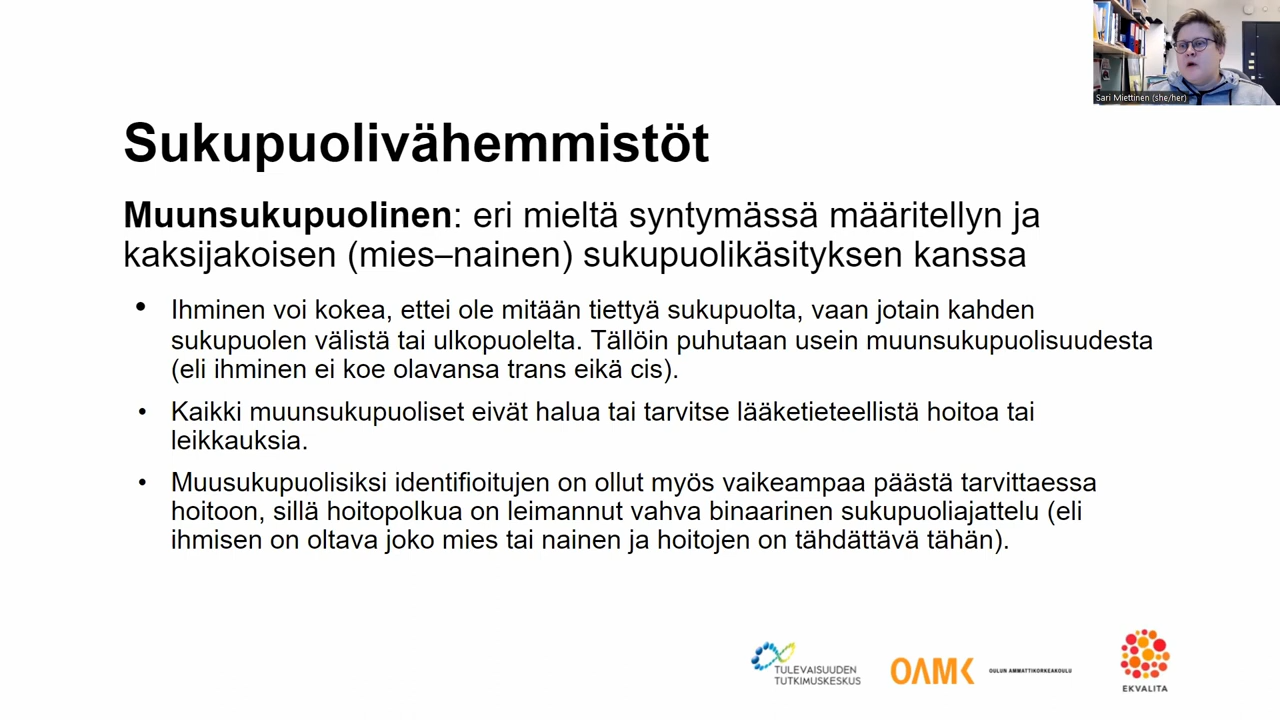 Sari Miettinen (she/her)
Sukupuolivähemmistöt
Muunsukupuolinen: eri mieltä syntymässä määritellyn ja
kaksijakoisen (mies–nainen) sukupuolikäsityksen kanssa
• Ihminen voi kokea, ettei ole mitään tiettyä sukupuolta, vaan jotain kahden
sukupuolen välistä tai ulkopuolelta. Tällöin puhutaan usein muunsukupuolisuudesta
(eli ihminen ei koe olavansa trans eikä cis).
• Kaikki muunsukupuoliset eivät halua tai tarvitse lääketieteellistä hoitoa tai
leikkauksia.
• Muusukupuolisiksi identifioitujen on ollut myös vaikeampaa päästä tarvittaessa
hoitoon, sillä hoitopolkua on leimannut vahva binaarinen sukupuoliajattelu (eli
ihmisen on oltava joko mies tai nainen ja hoitojen on tähdättävä tähän).
TULEVAISUUDEN
TUTKIMUSKESKUS
OAMK OULUN AMMATTIKORKEAKOULU
EKVALITA